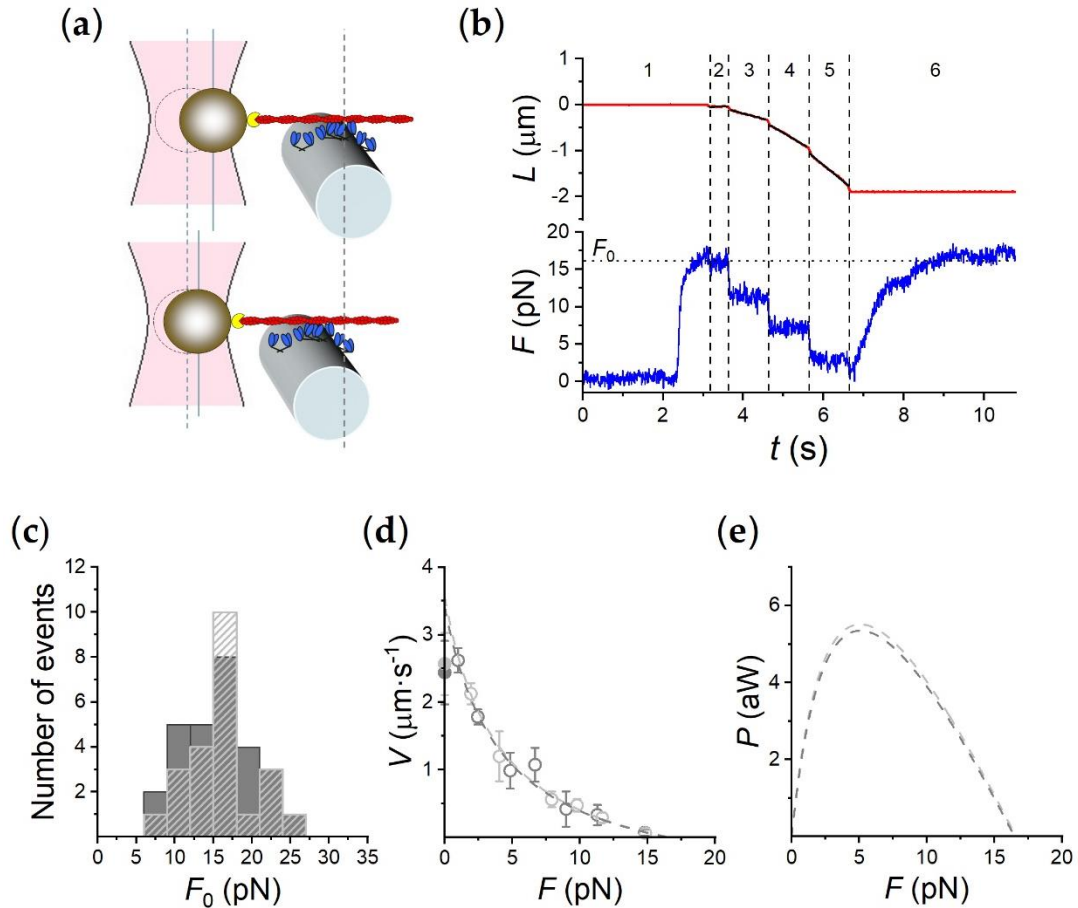 (a)
(b)
1 2 3 4 5 6
1
0
-1
-2
L (μm)
20
15
10
5
0
F₀
F (pN)
0 2 4 6 8 10
t (s)
(c)
12
10
8
6
4
2
Number of events
0 5 10 15 20 25 30 35
F₀ (pN)
(d)
4
3
2
1
V (μm·s⁻¹)
0 5 10 15 20
F (pN)
(e)
6
4
2
P (aW)
0 5 10 15 20
F (pN)